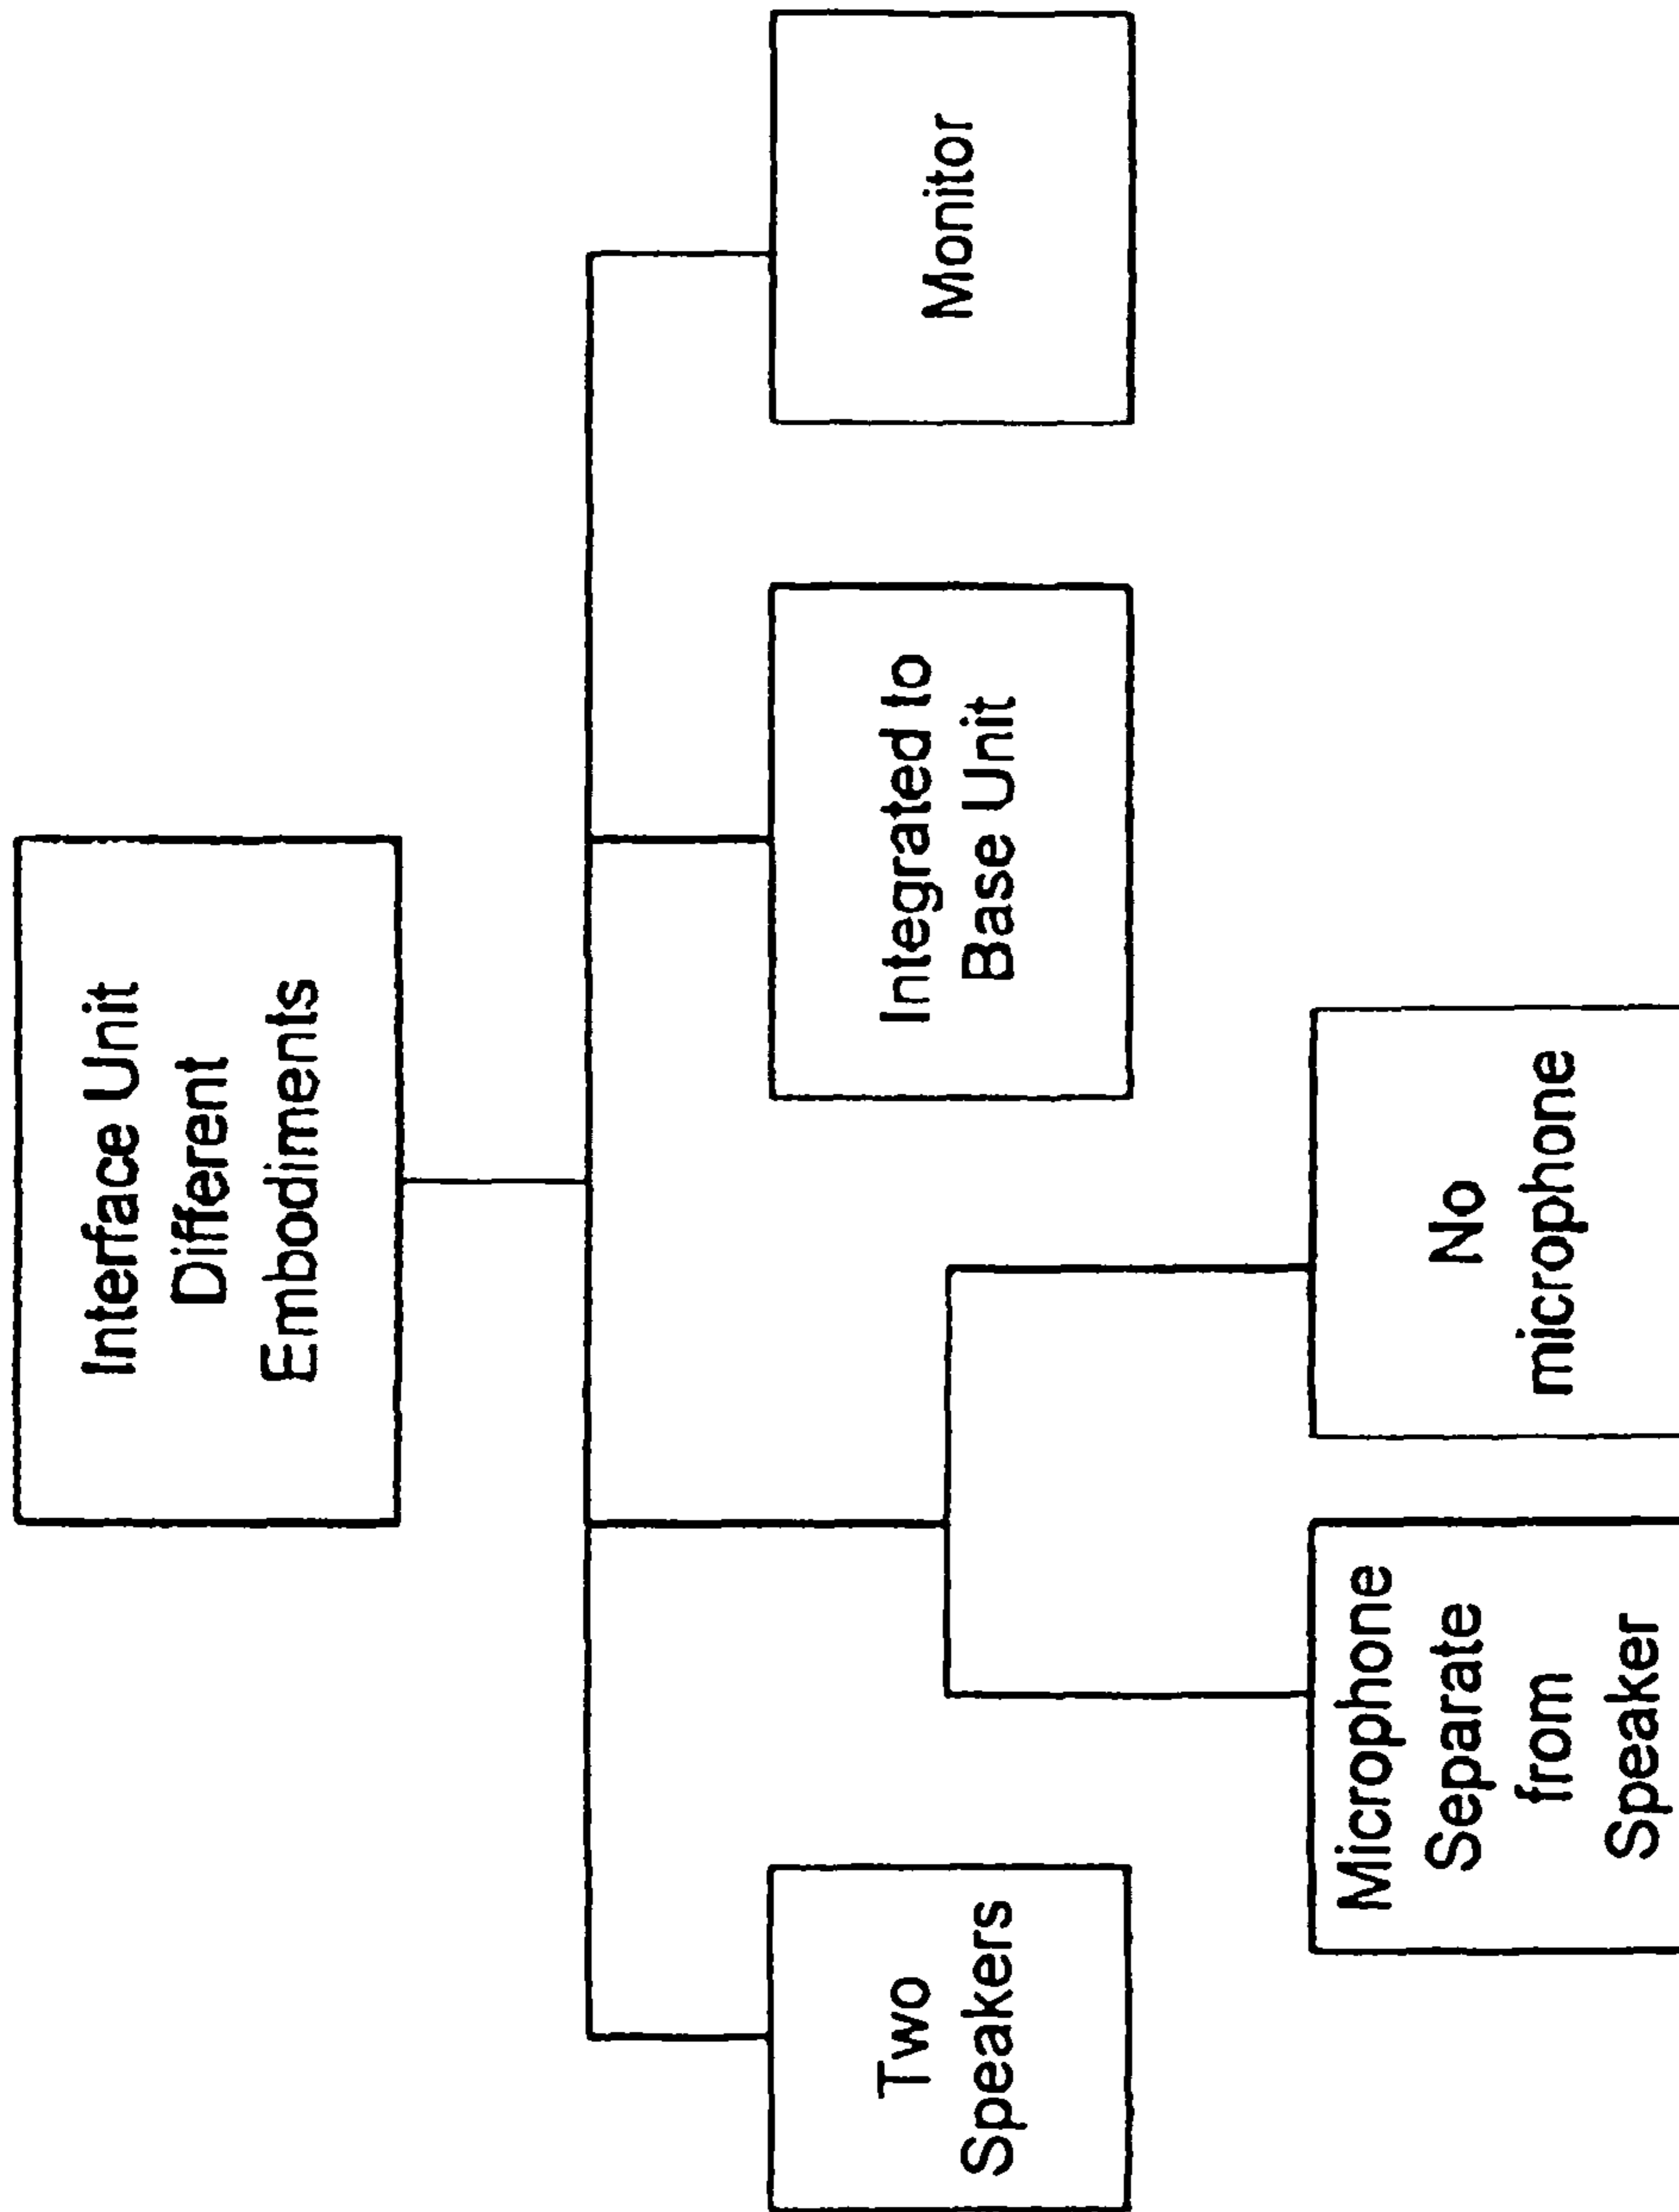 Interface Unit
Different
Embodiments
Two
Speakers
Integrated to
Base Unit
Monitor
Microphone
Separate
from
Speaker
No
microphone